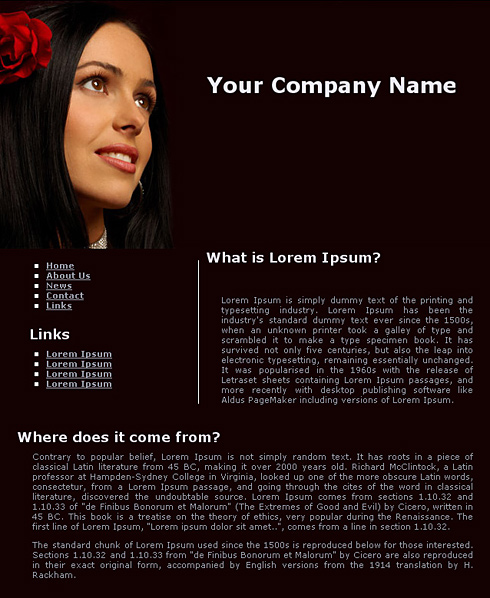 Your Company Name
Home
About Us
News
Contact
Links
Links
Lorem Ipsum
Lorem Ipsum
Lorem Ipsum
Lorem Ipsum
What is Lorem Ipsum?
Lorem Ipsum is simply dummy text of the printing and
typesetting industry. Lorem Ipsum has been the
industry's standard dummy text ever since the 1500s,
when an unknown printer took a galley of type and
scrambled it to make a type specimen book. It has
survived not only five centuries, but also the leap into
electronic typesetting, remaining essentially unchanged.
It was popularised in the 1960s with the release of
Letraset sheets containing Lorem Ipsum passages, and
more recently with desktop publishing software like
Aldus PageMaker including versions of Lorem Ipsum.
Where does it come from?
Contrary to popular belief, Lorem Ipsum is not simply random text. It has roots in a piece of
classical Latin literature from 45 BC, making it over 2000 years old. Richard McClintock, a Latin
professor at Hampden-Sydney College in Virginia, looked up one of the more obscure Latin words,
consectetur, from a Lorem Ipsum passage, and going through the cites of the word in classical
literature, discovered the undoubtable source. Lorem Ipsum comes from sections 1.10.32 and
1.10.33 of "de Finibus Bonorum et Malorum" (The Extremes of Good and Evil) by Cicero, written in
45 BC. This book is a treatise on the theory of ethics, very popular during the Renaissance. The
first line of Lorem Ipsum, "Lorem ipsum dolor sit amet..", comes from a line in section 1.10.32.
The standard chunk of Lorem Ipsum used since the 1500s is reproduced below for those interested.
Sections 1.10.32 and 1.10.33 from "de Finibus Bonorum et Malorum" by Cicero are also reproduced
in their exact original form, accompanied by English versions from the 1914 translation by H.
Rackham.